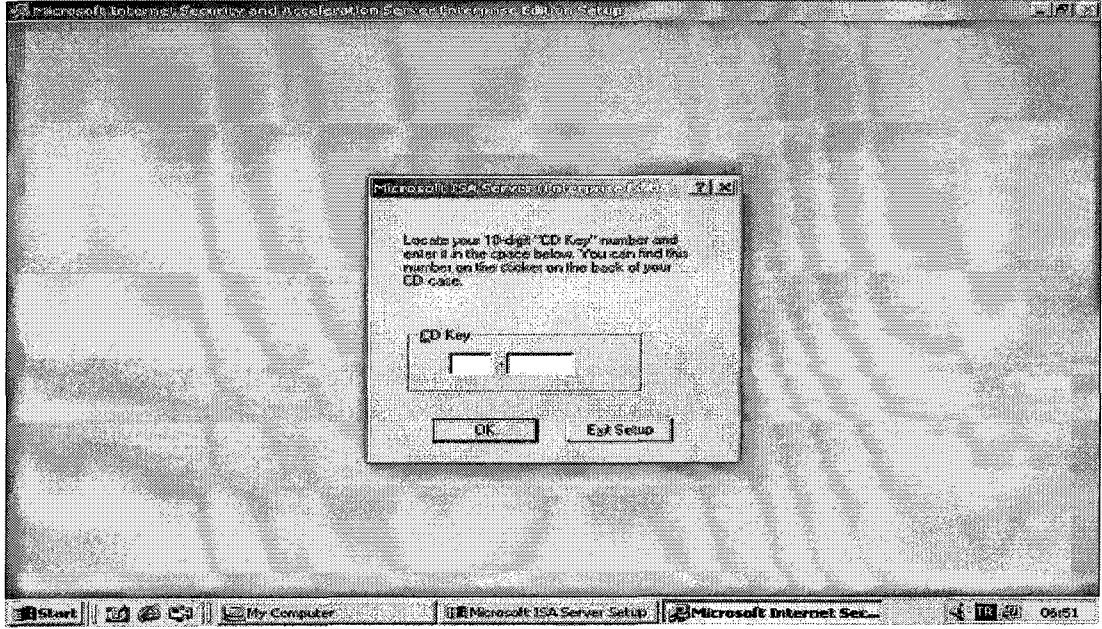 Microsoft Internet Security and Acceleration Server Enterprise Edition Setup
Microsoft ISA Server (Enterprise Edition)
Locate your 10-digit "CD Key" number and
enter it in the space below. You can find this
number on the sticker on the back of your
CD case.
CD Key
-
OK
Exit Setup
Start
My Computer
Microsoft ISA Server Setup
Microsoft Internet Sec...
TR
06:51